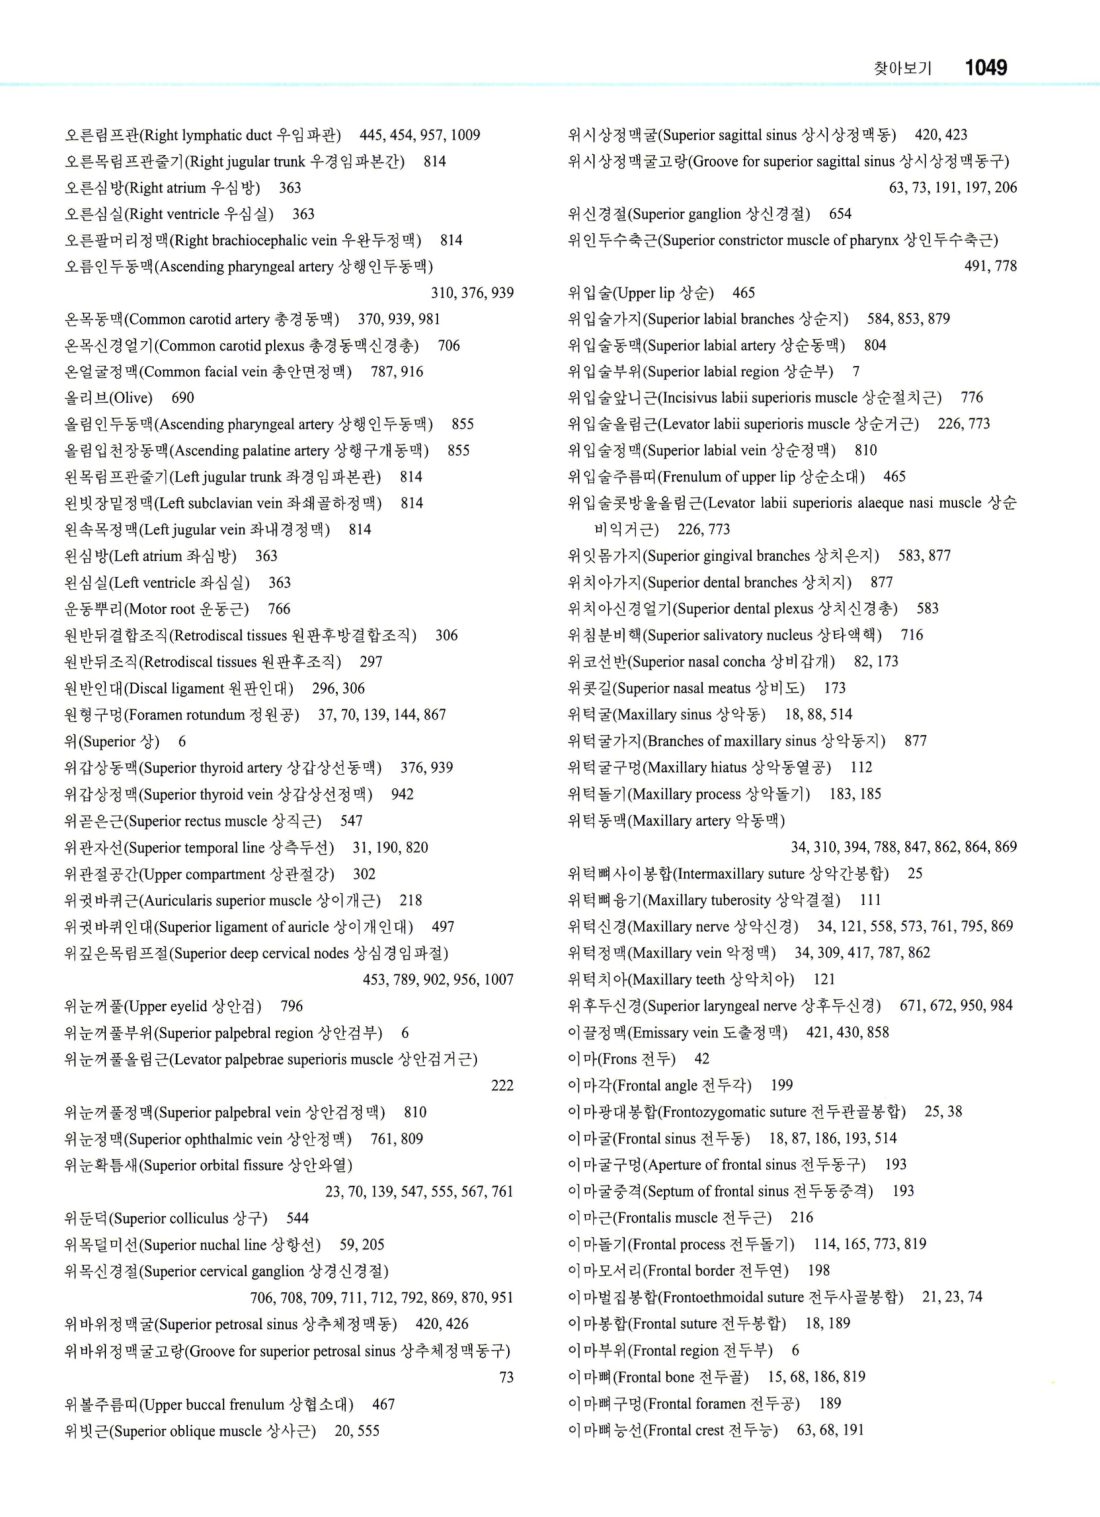 찾아보기 1049
오른림프관(Right lymphatic duct 우임파관) 445, 454, 957, 1009
오른목림프관줄기(Right jugular trunk 우경임파본간) 814
오른심방(Right atrium 우심방) 363
오른심실(Right ventricle 우심실) 363
오른팔머리정맥(Right brachiocephalic vein 우완두정맥) 814
오름인두동맥(Ascending pharyngeal artery 상행인두동맥)
310, 376, 939
온목동맥(Common carotid artery 총경동맥) 370, 939, 981
온목신경얼기(Common carotid plexus 총경동맥신경총) 706
온얼굴정맥(Common facial vein 총안면정맥) 787, 916
올리브(Olive) 690
올림인두동맥(Ascending pharyngeal artery 상행인두동맥) 855
올림입천장동맥(Ascending palatine artery 상행구개동맥) 855
왼목림프관줄기(Left jugular trunk 좌경임파본관) 814
왼빗장밑정맥(Left subclavian vein 좌쇄골하정맥) 814
왼속목정맥(Left jugular vein 좌내경정맥) 814
왼심방(Left atrium 좌심방) 363
왼심실(Left ventricle 좌심실) 363
운동뿌리(Motor root 운동근) 766
원반뒤결합조직(Retrodiscal tissues 원판후방결합조직) 306
원반뒤조직(Retrodiscal tissues 원판후조직) 297
원반인대(Discal ligament 원판인대) 296, 306
원형구멍(Foramen rotundum 정원공) 37, 70, 139, 144, 867
위(Superior 상) 6
위갑상동맥(Superior thyroid artery 상갑상선동맥) 376, 939
위갑상정맥(Superior thyroid vein 상갑상선정맥) 942
위곧은근(Superior rectus muscle 상직근) 547
위관자선(Superior temporal line 상측두선) 31, 190, 820
위관절공간(Upper compartment 상관절강) 302
위귓바퀴근(Auricularis superior muscle 상이개근) 218
위귓바퀴인대(Superior ligament of auricle 상이개인대) 497
위깊은목림프절(Superior deep cervical nodes 상심경임파절)
453, 789, 902, 956, 1007
위눈꺼풀(Upper eyelid 상안검) 796
위눈꺼풀부위(Superior palpebral region 상안검부) 6
위눈꺼풀올림근(Levator palpebrae superioris muscle 상안검거근)
222
위눈꺼풀정맥(Superior palpebral vein 상안검정맥) 810
위눈정맥(Superior ophthalmic vein 상안정맥) 761, 809
위눈확틈새(Superior orbital fissure 상안와열)
23, 70, 139, 547, 555, 567, 761
위둔덕(Superior colliculus 상구) 544
위목덜미선(Superior nuchal line 상항선) 59, 205
위목신경절(Superior cervical ganglion 상경신경절)
706, 708, 709, 711, 712, 792, 869, 870, 951
위바위정맥굴(Superior petrosal sinus 상추체정맥동) 420, 426
위바위정맥굴고랑(Groove for superior petrosal sinus 상추체정맥동구)
73
위볼주름띠(Upper buccal frenulum 상협소대) 467
위빗근(Superior oblique muscle 상사근) 20, 555
위시상정맥굴(Superior sagittal sinus 상시상정맥동) 420, 423
위시상정맥굴고랑(Groove for superior sagittal sinus 상시상정맥동구)
63, 73, 191, 197, 206
위신경절(Superior ganglion 상신경절) 654
위인두수축근(Superior constrictor muscle of pharynx 상인두수축근)
491, 778
위입술(Upper lip 상순) 465
위입술가지(Superior labial branches 상순지) 584, 853, 879
위입술동맥(Superior labial artery 상순동맥) 804
위입술부위(Superior labial region 상순부) 7
위입술앞니근(Incisivus labii superioris muscle 상순절치근) 776
위입술올림근(Levator labii superioris muscle 상순거근) 226, 773
위입술정맥(Superior labial vein 상순정맥) 810
위입술주름띠(Frenulum of upper lip 상순소대) 465
위입술콧방울올림근(Levator labii superioris alaeque nasi muscle 상순
비익거근) 226, 773
위잇몸가지(Superior gingival branches 상치은지) 583, 877
위치아가지(Superior dental branches 상치지) 877
위치아신경얼기(Superior dental plexus 상치신경총) 583
위침분비핵(Superior salivatory nucleus 상타액핵) 716
위코선반(Superior nasal concha 상비갑개) 82, 173
위콧길(Superior nasal meatus 상비도) 173
위턱굴(Maxillary sinus 상악동) 18, 88, 514
위턱굴가지(Branches of maxillary sinus 상악동지) 877
위턱굴구멍(Maxillary hiatus 상악동열공) 112
위턱돌기(Maxillary process 상악돌기) 183, 185
위턱동맥(Maxillary artery 악동맥)
34, 310, 394, 788, 847, 862, 864, 869
위턱뼈사이봉합(Intermaxillary suture 상악간봉합) 25
위턱뼈융기(Maxillary tuberosity 상악결절) 111
위턱신경(Maxillary nerve 상악신경) 34, 121, 558, 573, 761, 795, 869
위턱정맥(Maxillary vein 악정맥) 34, 309, 417, 787, 862
위턱치아(Maxillary teeth 상악치아) 121
위후두신경(Superior laryngeal nerve 상후두신경) 671, 672, 950, 984
이끌정맥(Emissary vein 도출정맥) 421, 430, 858
이마(Frons 전두) 42
이마각(Frontal angle 전두각) 199
이마광대봉합(Frontozygomatic suture 전두관골봉합) 25, 38
이마굴(Frontal sinus 전두동) 18, 87, 186, 193, 514
이마굴구멍(Aperture of frontal sinus 전두동구) 193
이마굴중격(Septum of frontal sinus 전두동중격) 193
이마근(Frontalis muscle 전두근) 216
이마돌기(Frontal process 전두돌기) 114, 165, 773, 819
이마모서리(Frontal border 전두연) 198
이마벌집봉합(Frontoethmoidal suture 전두사골봉합) 21, 23, 74
이마봉합(Frontal suture 전두봉합) 18, 189
이마부위(Frontal region 전두부) 6
이마뼈(Frontal bone 전두골) 15, 68, 186, 819
이마뼈구멍(Frontal foramen 전두공) 189
이마뼈능선(Frontal crest 전두능) 63, 68, 191